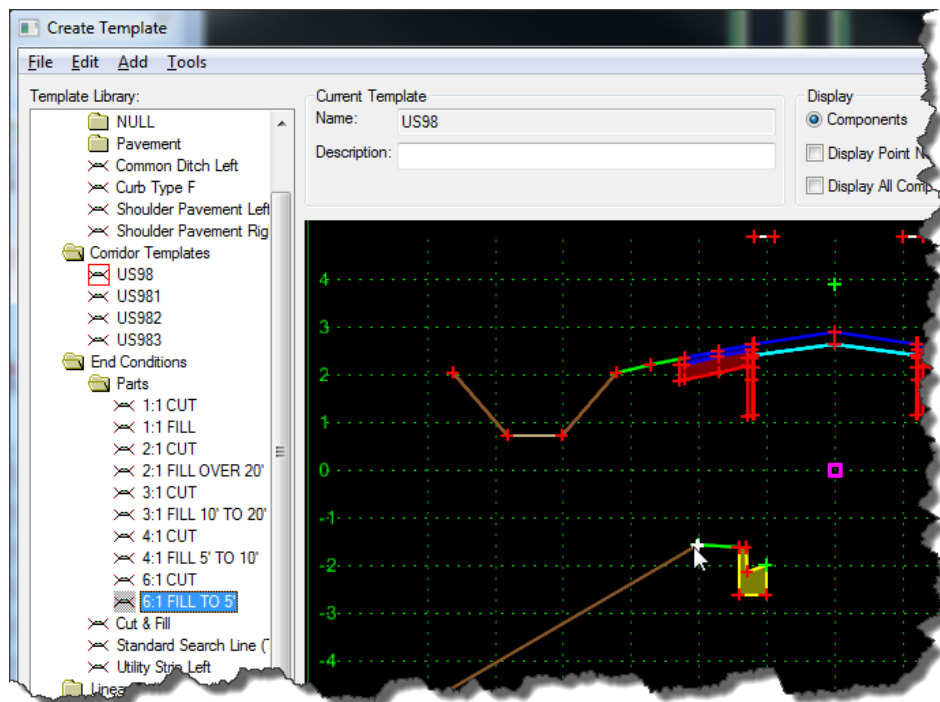 Create Template
File Edit Add Tools
Template Library:
NULL
Pavement
Common Ditch Left
Curb Type F
Shoulder Pavement Left
Shoulder Pavement Rig
Corridor Templates
US98
US981
US982
US983
End Conditions
Parts
1:1 CUT
1:1 FILL
2:1 CUT
2:1 FILL OVER 20'
3:1 CUT
3:1 FILL 10' TO 20'
4:1 CUT
4:1 FILL 5' TO 10'
6:1 CUT
6:1 FILL TO 5'
Cut & Fill
Standard Search Line (
Utility Strip Left
Linea
Current Template
Name: US98
Description:
Display
Components
Display Point N
Display All Comp
4
3
2
1
0
-1
-2
-3
-4